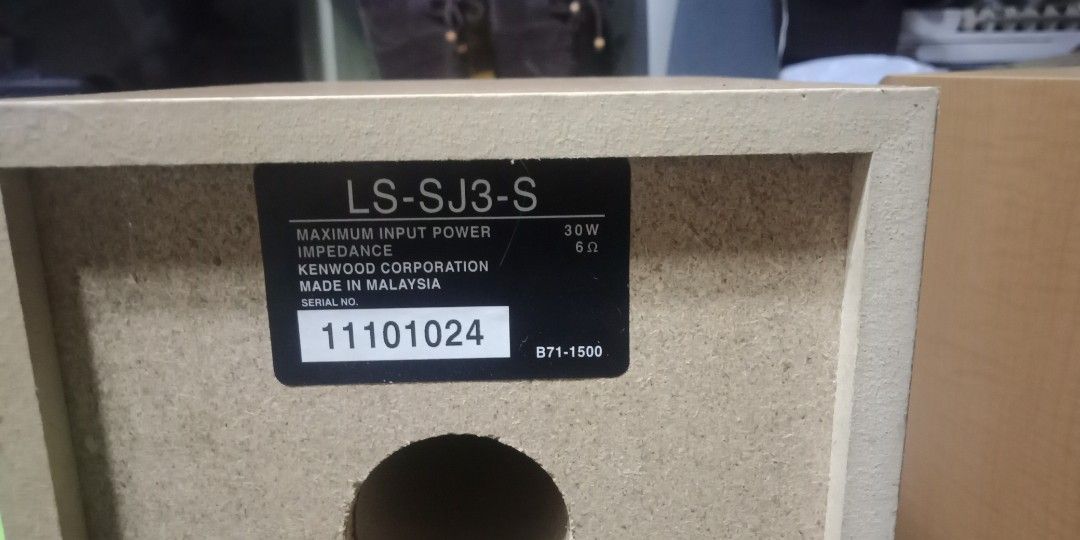 LS-SJ3-S
MAXIMUM INPUT POWER 30W
IMPEDANCE 6Ω
KENWOOD CORPORATION
MADE IN MALAYSIA
SERIAL NO.
11101024
B71-1500